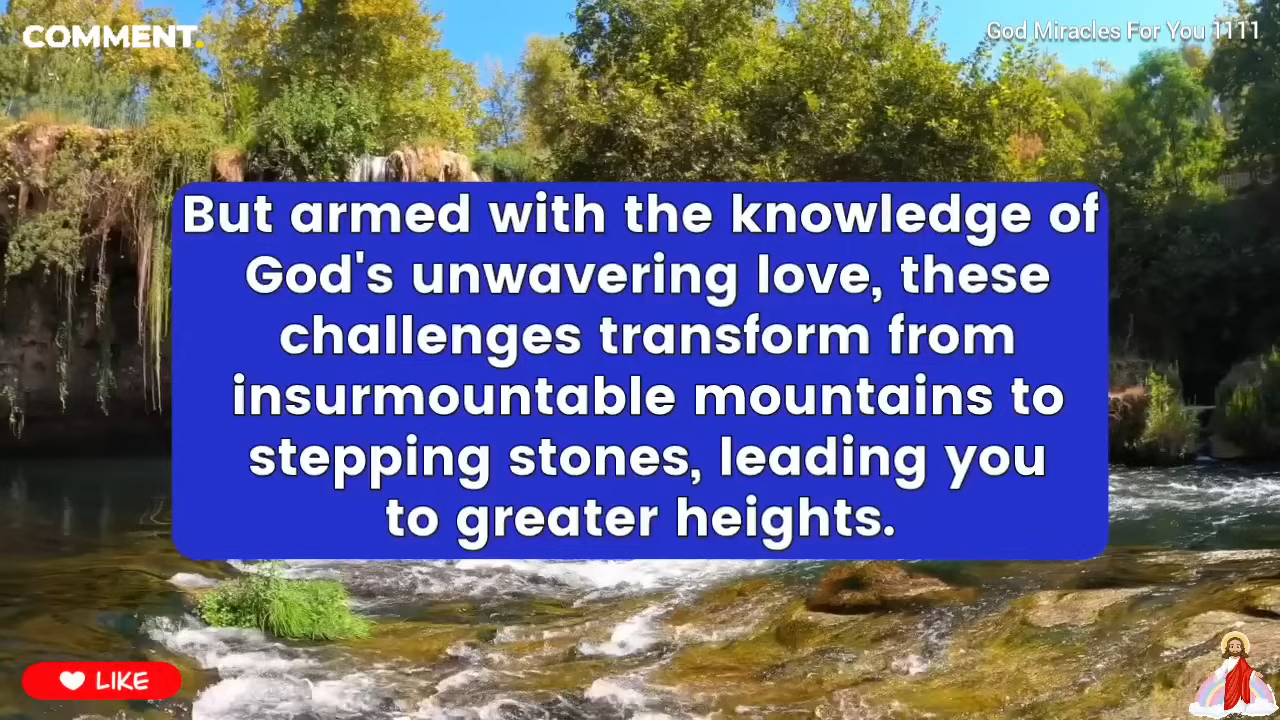 COMMENT.
God Miracles For You 1111
But armed with the knowledge of
God's unwavering love, these
challenges transform from
insurmountable mountains to
stepping stones, leading you
to greater heights.
LIKE